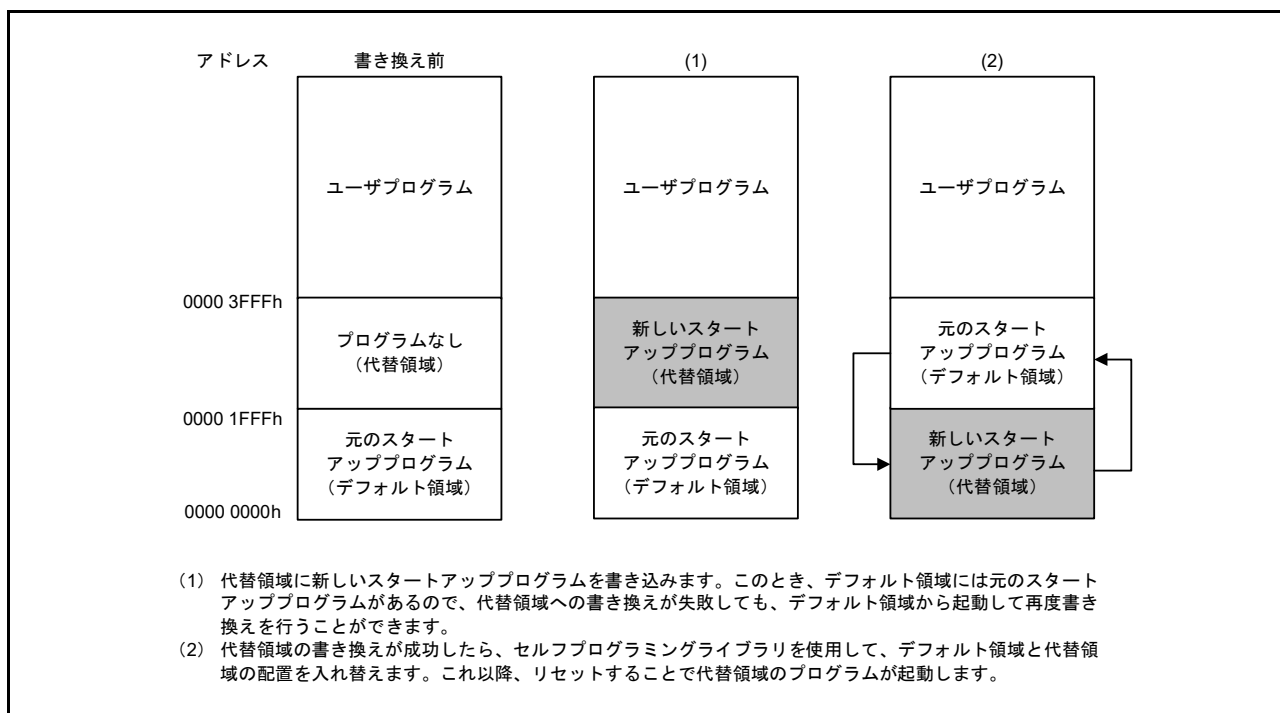 アドレス
書き換え前
(1)
(2)
ユーザプログラム
ユーザプログラム
ユーザプログラム
0000 3FFFh
プログラムなし
（代替領域）
新しいスタート
アッププログラム
（代替領域）
元のスタート
アッププログラム
（デフォルト領域）
0000 1FFFh
元のスタート
アッププログラム
（デフォルト領域）
元のスタート
アッププログラム
（デフォルト領域）
新しいスタート
アッププログラム
（代替領域）
0000 0000h
（1） 代替領域に新しいスタートアッププログラムを書き込みます。このとき、デフォルト領域には元のスタート
アッププログラムがあるので、代替領域への書き換えが失敗しても、デフォルト領域から起動して再度書き
換えを行うことができます。
（2） 代替領域の書き換えが成功したら、セルフプログラミングライブラリを使用して、デフォルト領域と代替領
域の配置を入れ替えます。これ以降、リセットすることで代替領域のプログラムが起動します。